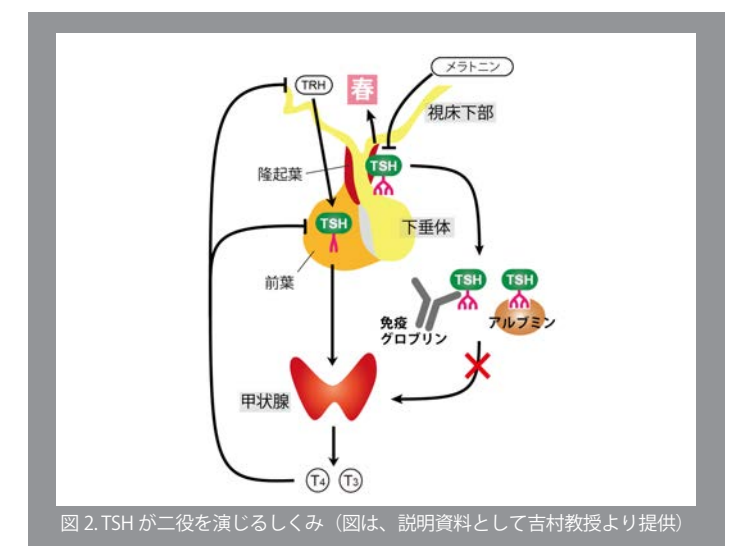 メラトニン
TRH
春
視床下部
隆起葉
TSH
TSH
下垂体
前葉
TSH
TSH
免疫
グロブリン
アルブミン
甲状腺
T4
T3
図 2. TSH が二役を演じるしくみ（図は、説明資料として吉村教授より提供）